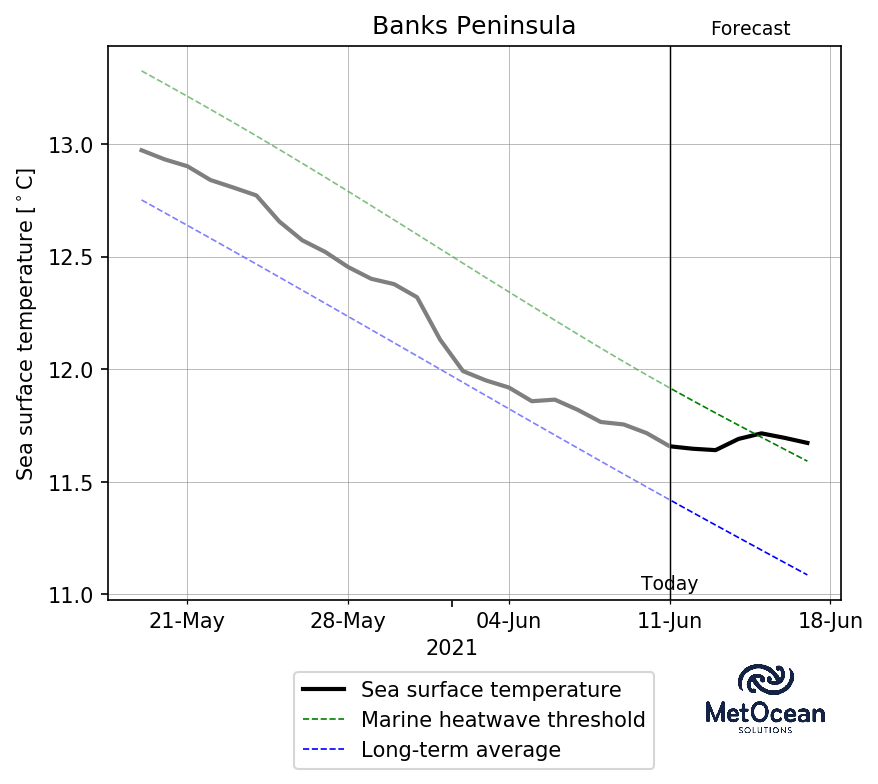 Banks Peninsula
Forecast
Sea surface temperature [°C]
13.0
12.5
12.0
11.5
11.0
Today
21-May
28-May
04-Jun
11-Jun
18-Jun
2021
Sea surface temperature
Marine heatwave threshold
Long-term average
MetOcean
SOLUTIONS